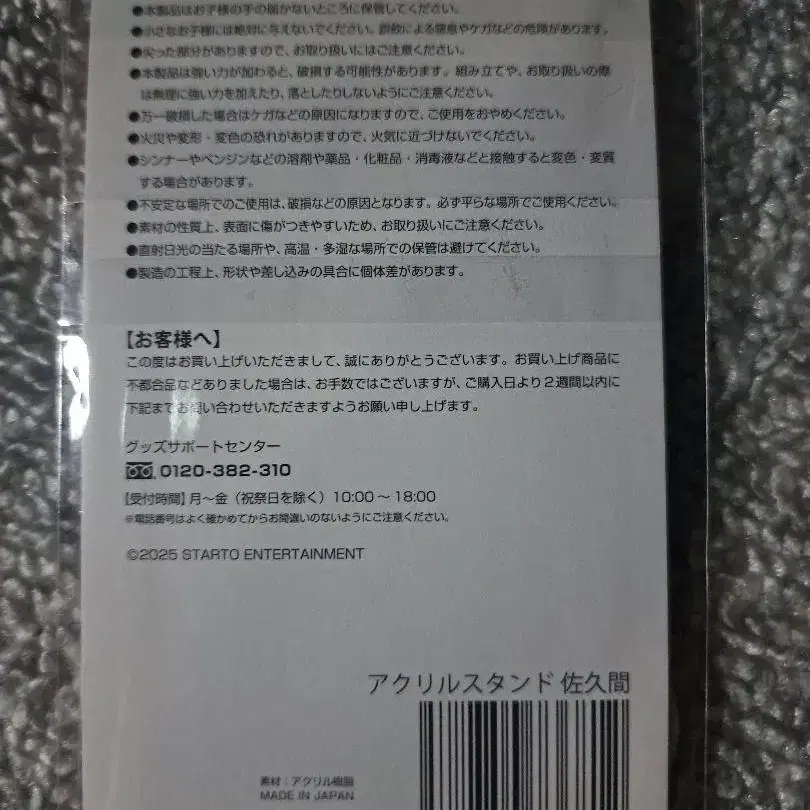 ●本製品はお子様の手の届かないところに保管してください。
●小さなお子様には絶対に与えないでください。誤飲による窒息やケガなどの危険があります。
●尖った部分がありますので、お取り扱いにはご注意ください。
●本製品は強い力が加わると、破損する可能性があります。組み立てや、お取り扱いの際
は無理に強い力を加えたり、落としたりしないようにご注意ください。
●万一破損した場合はケガなどの原因になりますので、ご使用をおやめください。
●火災や変形・変色の恐れがありますので、火気に近づけないでください。
●シンナーやベンジンなどの溶剤や薬品・化粧品・消毒液などと接触すると変色・変質
する場合があります。
●不安定な場所でのご使用は、破損などの原因となります。必ず平らな場所でご使用ください。
●素材の性質上、表面に傷がつきやすいため、お取り扱いにご注意ください。
●直射日光の当たる場所や、高温・多湿な場所での保管は避けてください。
●製造の工程上、形状や差し込みの具合に個体差があります。
【お客様へ】
この度はお買い上げいただきまして、誠にありがとうございます。お買い上げ商品に
不都合品などありました場合は、お手数ではございますが、ご購入日より2週間以内に
下記までお問い合わせいただきますようお願い申し上げます。
グッズサポートセンター
0120-382-310
【受付時間】月〜金（祝祭日を除く）10:00〜18:00
※電話番号はよく確かめてからお間違いのないようにご注意ください。
©2025 STARTO ENTERTAINMENT
アクリルスタンド 佐久間
素材：アクリル樹脂
MADE IN JAPAN